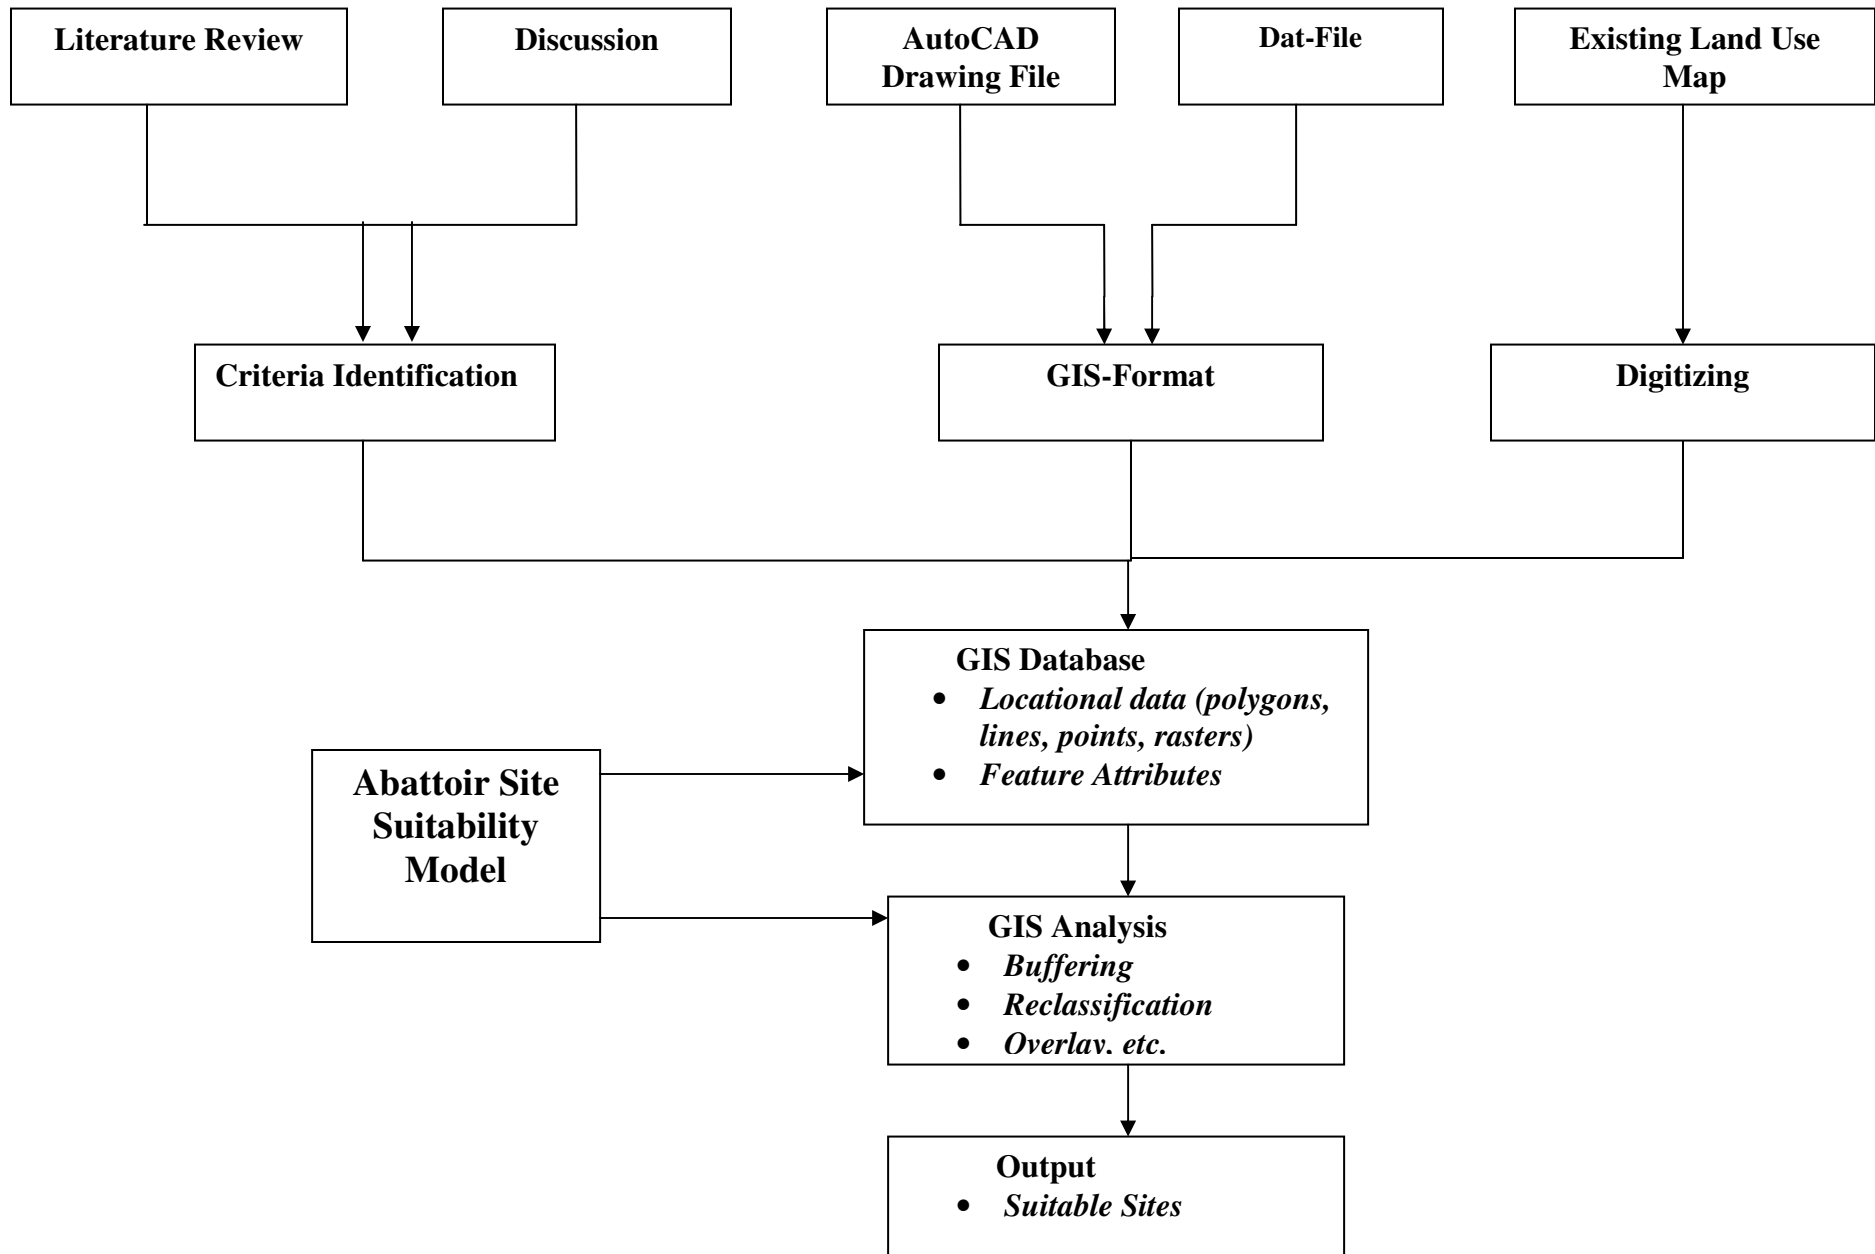 Literature Review
Discussion
AutoCAD
Drawing File
Dat-File
Existing Land Use
Map
Criteria Identification
GIS-Format
Digitizing
GIS Database
• Locational data (polygons,
lines, points, rasters)
• Feature Attributes
Abattoir Site
Suitability
Model
GIS Analysis
• Buffering
• Reclassification
• Overlay, etc.
Output
• Suitable Sites